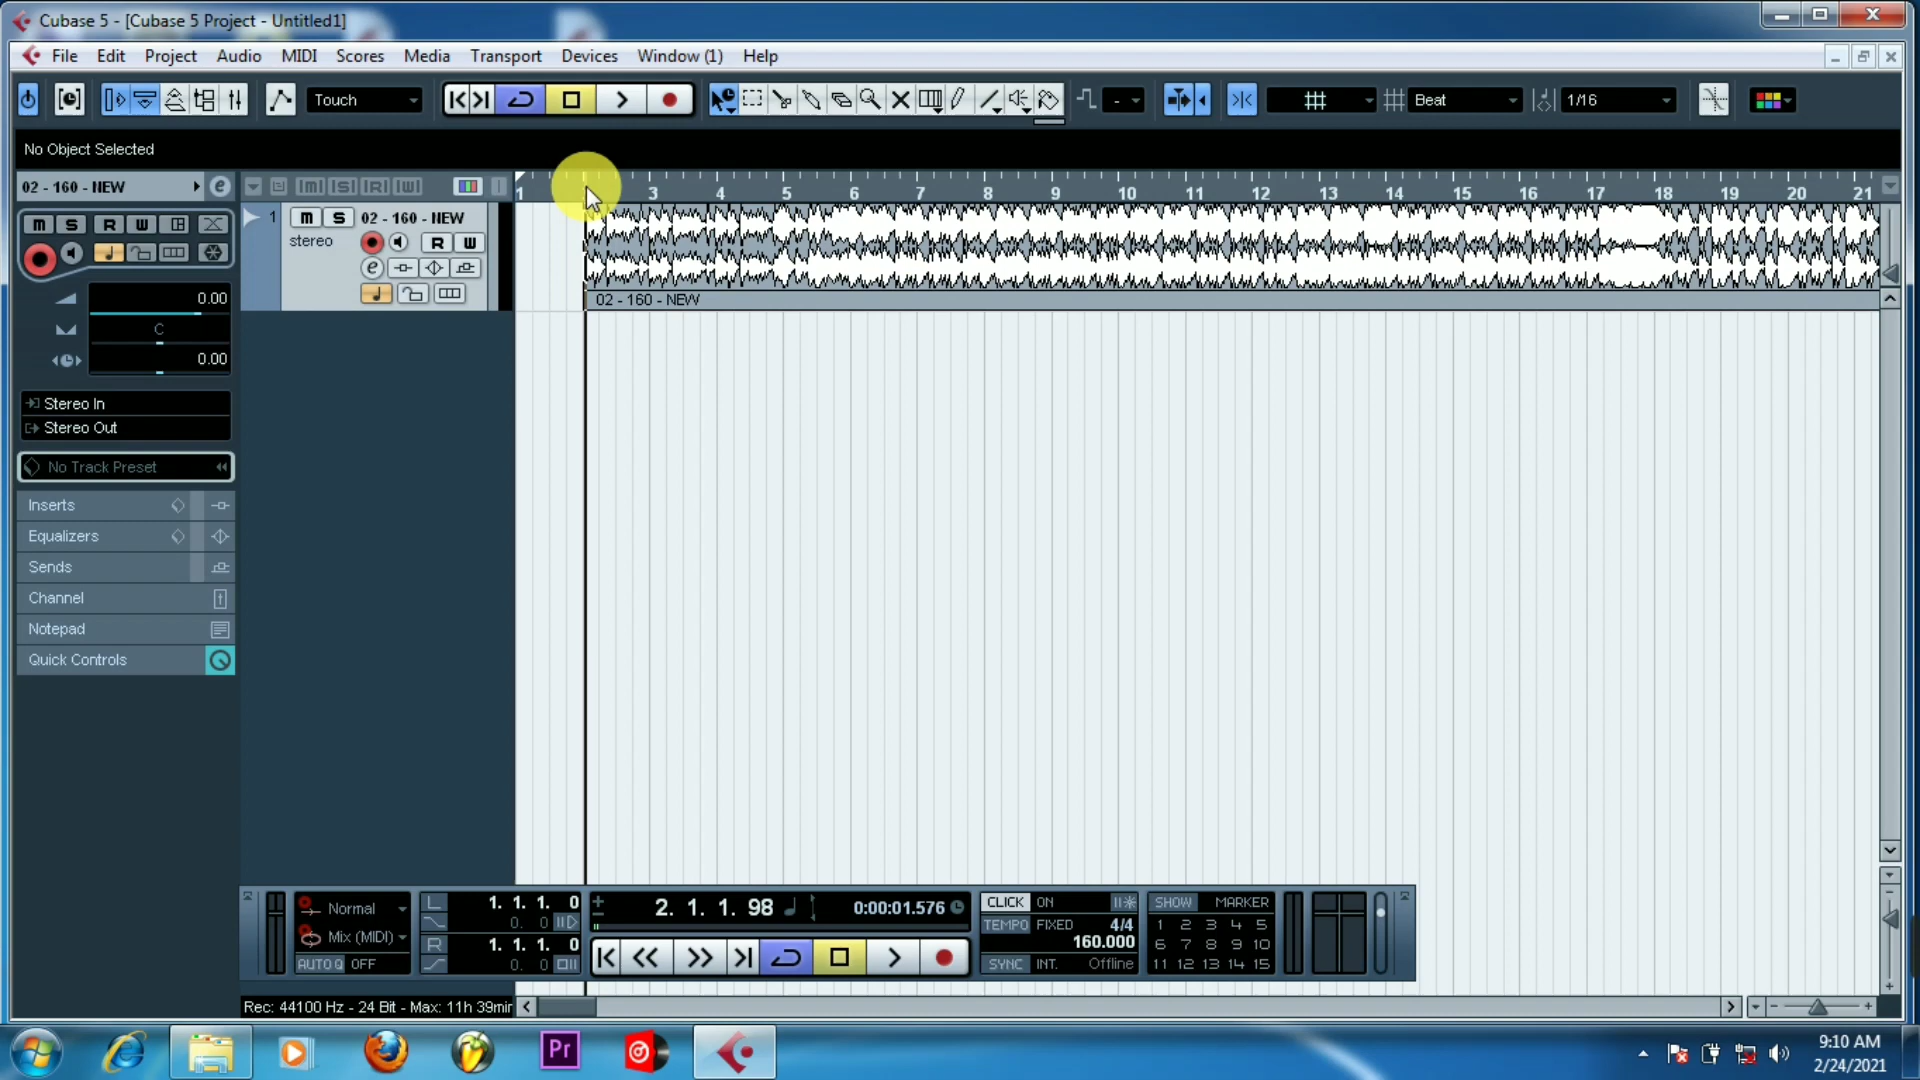 Cubase 5 - [Cubase 5 Project - Untitled1]
File Edit Project Audio MIDI Scores Media Transport Devices Window (1) Help
Touch - Beat 1/16
No Object Selected
02 - 160 - NEW e [M] [S] [R] [W] 1 3 4 5 6 7 8 9 10 11 12 13 14 15 16 17 18 19 20 21
1 M S 02 - 160 - NEW
M S R W
stereo R W
e
0.00
02 - 160 - NEW
C
0.00
Stereo In
Stereo Out
No Track Preset
Inserts
Equalizers
Sends
Channel
Notepad
Quick Controls
Normal
Mix (MIDI)
AUTO Q OFF
L 1. 1. 1. 0
0. 0
R 1. 1. 1. 0
0. 0
2. 1. 1. 98 0:00:01.576
CLICK ON
TEMPO FIXED 4/4
160.000
SYNC INT. Offline
SHOW MARKER
1 2 3 4 5
6 7 8 9 10
11 12 13 14 15
Rec: 44100 Hz - 24 Bit - Max: 11h 39min
Pr
9:10 AM
2/24/2021